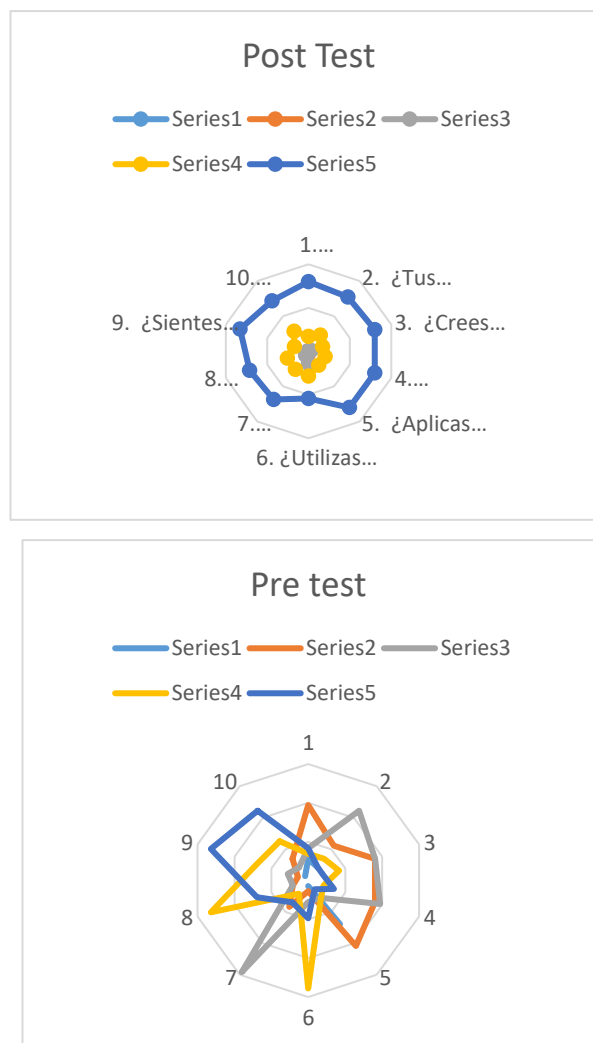 Post Test
Series1 Series2 Series3
Series4 Series5
1.…
10.… 2. ¿Tus…
9. ¿Sientes… 3. ¿Crees…
8.… 4.…
7.… 5. ¿Aplicas…
6. ¿Utilizas…
Pre test
Series1 Series2 Series3
Series4 Series5
1
10 2
9 3
8 4
7 5
6